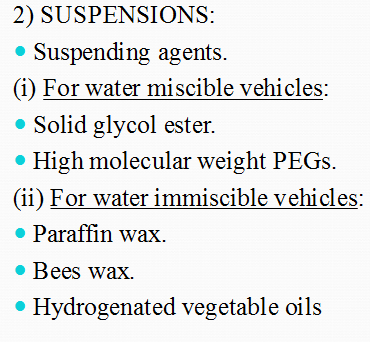 2) SUSPENSIONS:
• Suspending agents.
(i) For water miscible vehicles:
• Solid glycol ester.
• High molecular weight PEGs.
(ii) For water immiscible vehicles:
• Paraffin wax.
• Bees wax.
• Hydrogenated vegetable oils